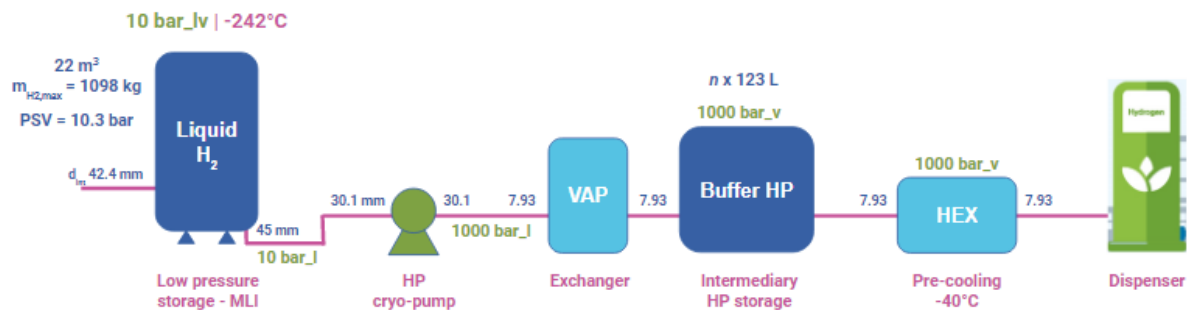 10 bar_lv | -242°C
22 m³
m_H2,max = 1098 kg
PSV = 10.3 bar
Liquid
H₂
d_int 42.4 mm
45 mm
10 bar_l
Low pressure
storage - MLI
30.1 mm
30.1
1000 bar_l
HP
cryo-pump
7.93
VAP
7.93
Exchanger
n x 123 L
1000 bar_v
Buffer HP
Intermediary
HP storage
7.93
1000 bar_v
HEX
7.93
Pre-cooling
-40°C
Hydrogen
Dispenser